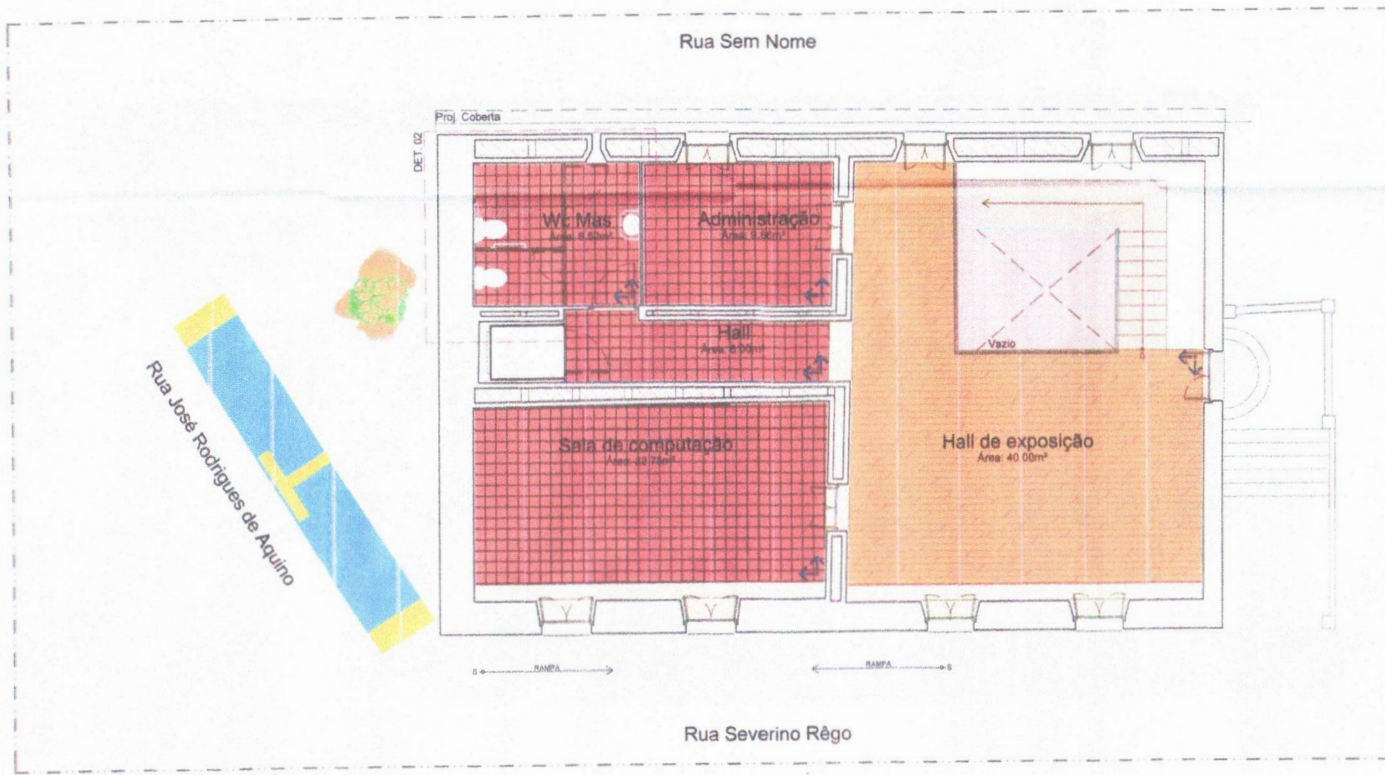 Rua Sem Nome
Proj. Coberta
DET. 02
Wc Mas
Administração
Hall
Vazio
Rua José Rodrigues de Aquino
Sala de computação
Hall de exposição
Área: 40.00m²
S RAMPA
RAMPA S
Rua Severino Rêgo